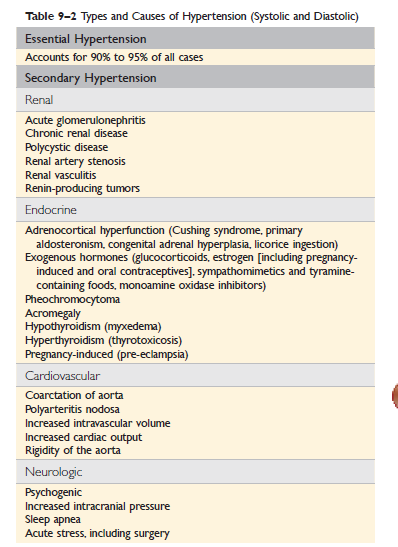 Table 9–2 Types and Causes of Hypertension (Systolic and Diastolic)
Essential Hypertension
Accounts for 90% to 95% of all cases
Secondary Hypertension
Renal
Acute glomerulonephritis
Chronic renal disease
Polycystic disease
Renal artery stenosis
Renal vasculitis
Renin-producing tumors
Endocrine
Adrenocortical hyperfunction (Cushing syndrome, primary
aldosteronism, congenital adrenal hyperplasia, licorice ingestion)
Exogenous hormones (glucocorticoids, estrogen [including pregnancy-
induced and oral contraceptives], sympathomimetics and tyramine-
containing foods, monoamine oxidase inhibitors)
Pheochromocytoma
Acromegaly
Hypothyroidism (myxedema)
Hyperthyroidism (thyrotoxicosis)
Pregnancy-induced (pre-eclampsia)
Cardiovascular
Coarctation of aorta
Polyarteritis nodosa
Increased intravascular volume
Increased cardiac output
Rigidity of the aorta
Neurologic
Psychogenic
Increased intracranial pressure
Sleep apnea
Acute stress, including surgery